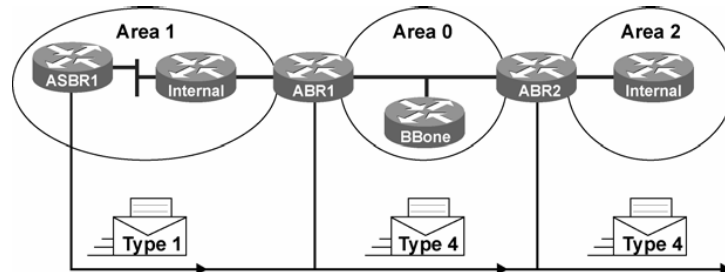 Area 1
Area 0
Area 2
ASBR1
Internal
ABR1
BBone
ABR2
Internal
Type 1
Type 4
Type 4